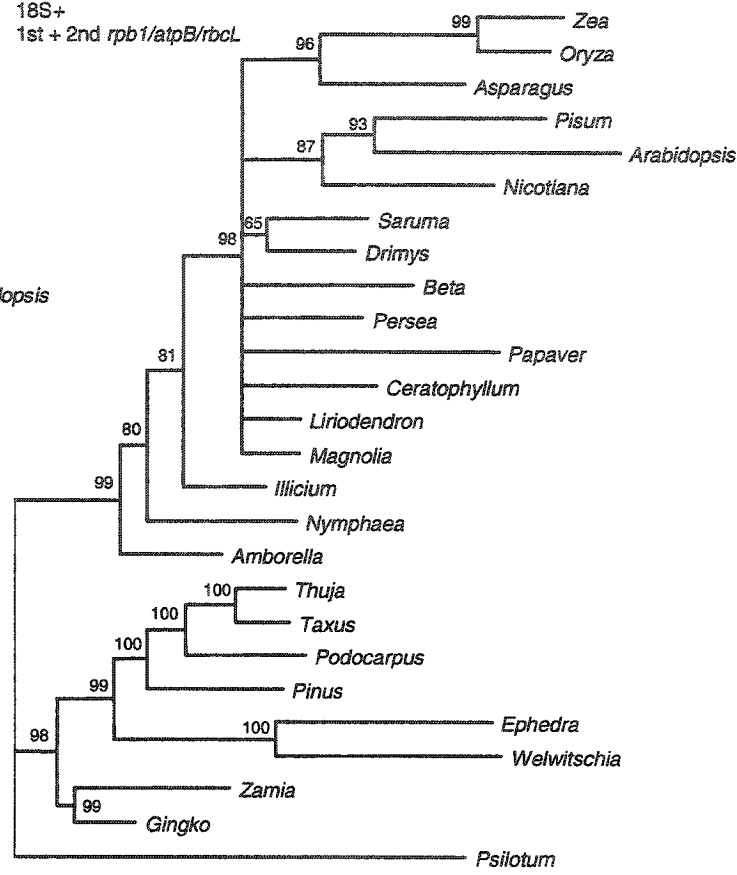 18S+
1st + 2nd rpb1/atpB/rbcL
99
Zea
96
Oryza
Asparagus
93
Pisum
87
Arabidopsis
Nicotiana
65
Saruma
98
Drimys
Beta
lopsis
Persea
81
Papaver
Ceratophyllum
Liriodendron
80
Magnolia
99
Illicium
Nymphaea
Amborella
100
Thuja
100
Taxus
100
Podocarpus
99
Pinus
100
Ephedra
98
Welwitschia
Zamia
99
Gingko
Psilotum